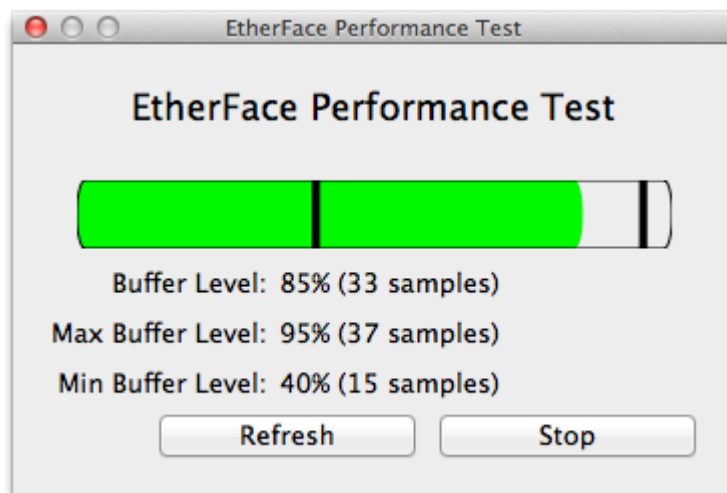 EtherFace Performance Test
EtherFace Performance Test
Buffer Level: 85% (33 samples)
Max Buffer Level: 95% (37 samples)
Min Buffer Level: 40% (15 samples)
Refresh Stop